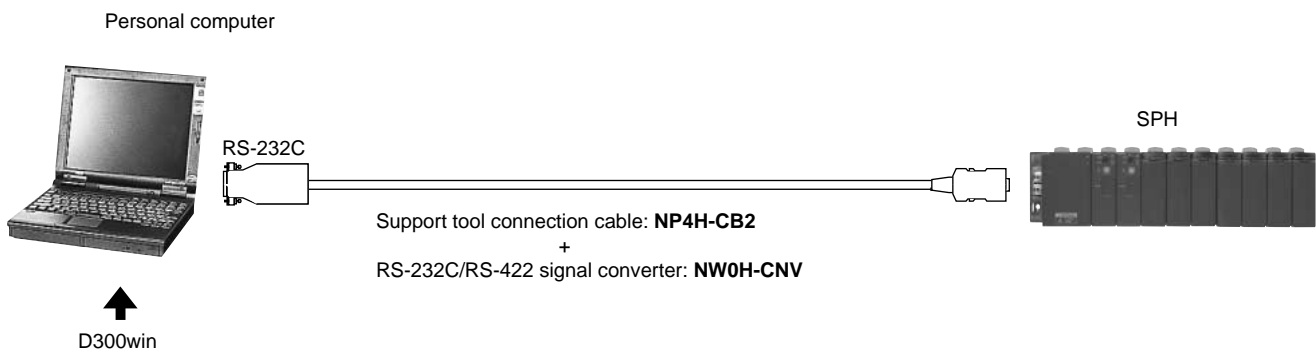 Personal computer
RS-232C
SPH
Support tool connection cable: NP4H-CB2
+
RS-232C/RS-422 signal converter: NW0H-CNV
D300win